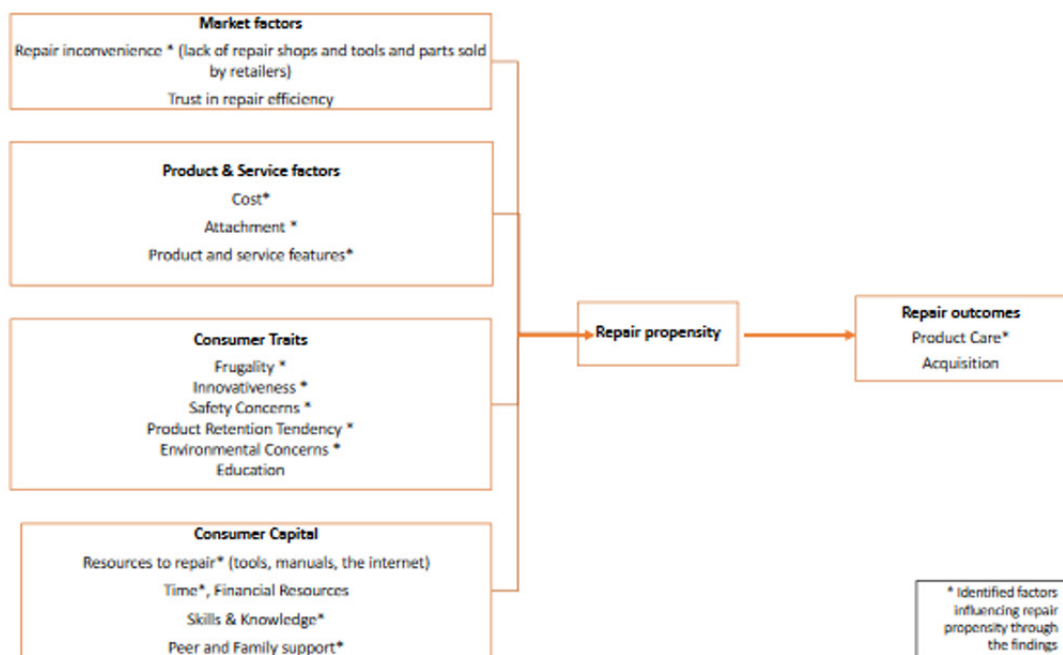 Market factors
Repair inconvenience * (lack of repair shops and tools and parts sold
by retailers)
Trust in repair efficiency
Product & Service factors
Cost*
Attachment *
Product and service features*
Consumer Traits
Frugality *
Innovativeness *
Safety Concerns *
Product Retention Tendency *
Environmental Concerns *
Education
Consumer Capital
Resources to repair* (tools, manuals, the internet)
Time*, Financial Resources
Skills & Knowledge*
Peer and Family support*
Repair propensity
Repair outcomes
Product Care*
Acquisition
* Identified factors
influencing repair
propensity through
the findings